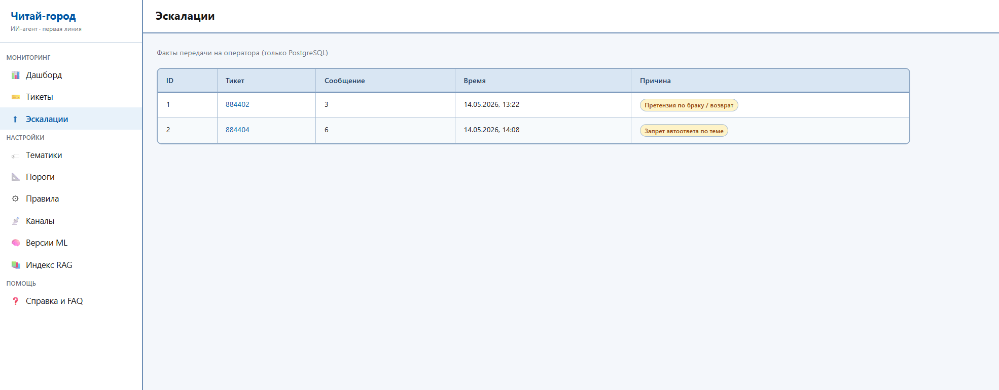 Читай-город
ИИ-агент · первая линия
МОНИТОРИНГ
Дашборд
Тикеты
Эскалации
НАСТРОЙКИ
Тематики
Пороги
Правила
Каналы
Версии ML
Индекс RAG
ПОМОЩЬ
Справка и FAQ
Эскалации
Факты передачи на оператора (только PostgreSQL)
ID Тикет Сообщение Время Причина
1 884402 3 14.05.2026, 13:22 Претензия по браку / возврат
2 884404 6 14.05.2026, 14:08 Запрет автоответа по теме